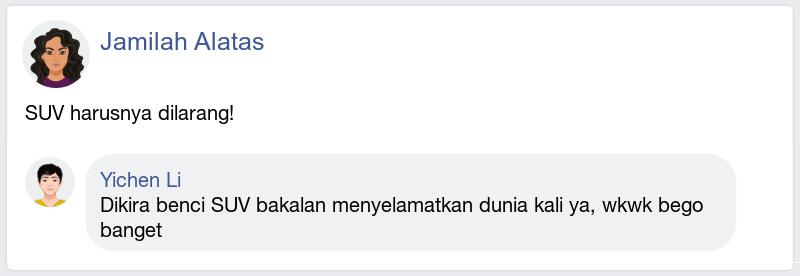 Jamilah Alatas
SUV harusnya dilarang!
Yichen Li
Dikira benci SUV bakalan menyelamatkan dunia kali ya, wkwk bego
banget